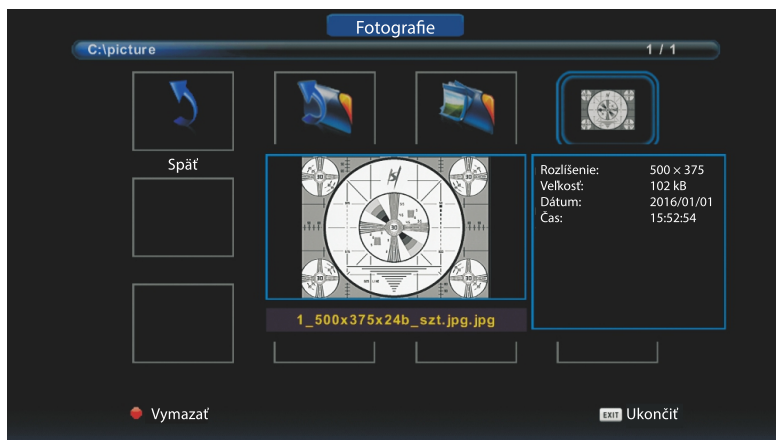 Fotografie
C:\picture
1 / 1
Späť
Rozlíšenie: 500 × 375
Veľkosť: 102 kB
Dátum: 2016/01/01
Čas: 15:52:54
1_500x375x24b_szt.jpg.jpg
Vymazať
EXIT Ukončiť